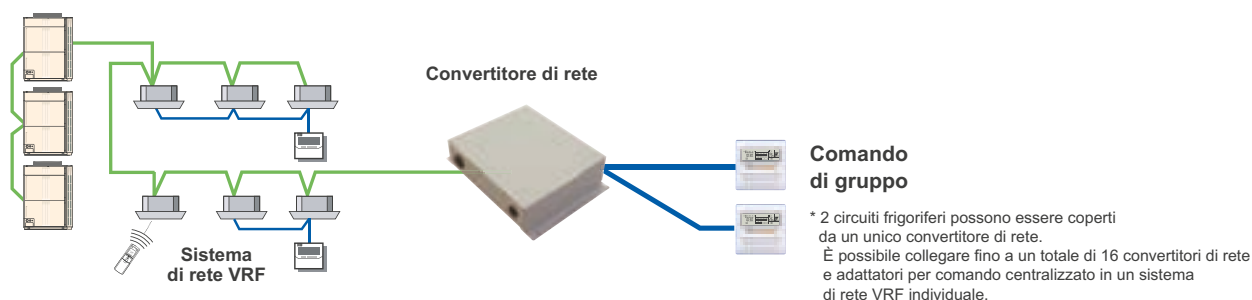 Convertitore di rete
Comando
di gruppo
* 2 circuiti frigoriferi possono essere coperti
da un unico convertitore di rete.
È possibile collegare fino a un totale di 16 convertitori di rete
e adattatori per comando centralizzato in un sistema
di rete VRF individuale.
Sistema
di rete VRF